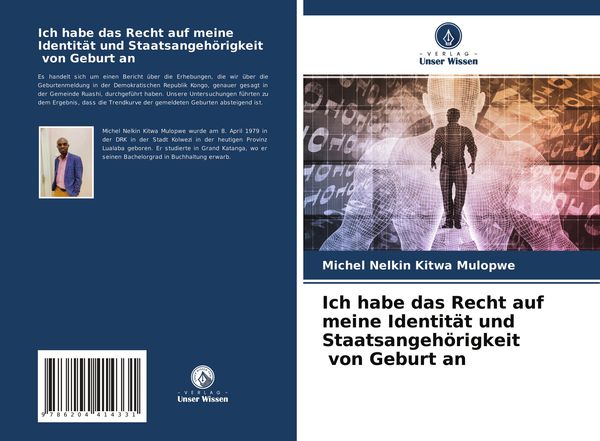 Ich habe das Recht auf meine
Identität und Staatsangehörigkeit
von Geburt an
Es handelt sich um einen Bericht über die Erhebungen, die wir über die
Geburtenmeldung in der Demokratischen Republik Kongo, genauer gesagt in
der Gemeinde Ruashi, durchgeführt haben. Unsere Untersuchungen führten zu
dem Ergebnis, dass die Trendkurve der gemeldeten Geburten absteigend ist.
Michel Nelkin Kitwa Mulopwe wurde am 8. April 1979 in
der DRK in der Stadt Kolwezi in der heutigen Provinz
Lualaba geboren. Er studierte in Grand Katanga, wo er
seinen Bachelorgrad in Buchhaltung erwarb.
9 786204 414331
VERLAG
Unser Wissen
VERLAG
Unser Wissen
Michel Nelkin Kitwa Mulopwe
Ich habe das Recht auf
meine Identität und
Staatsangehörigkeit
von Geburt an